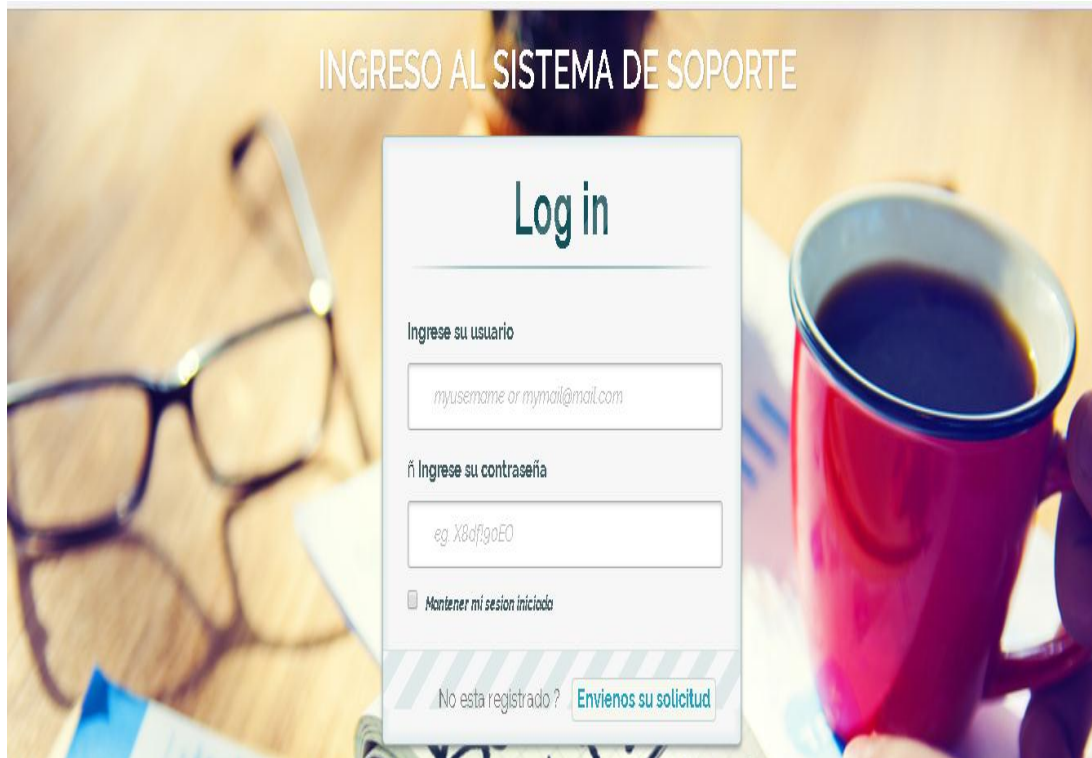 INGRESO AL SISTEMA DE SOPORTE
Log in
Ingrese su usuario
myusername or mymail@mail.com
ñ Ingrese su contraseña
eg. X8df!90EO
Mantener mi sesion iniciada
No esta registrado ? Envienos su solicitud